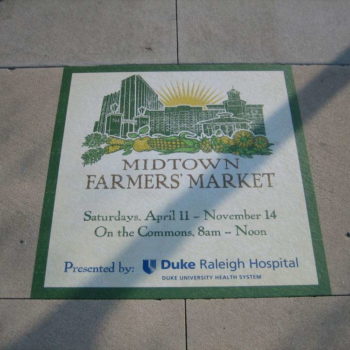 MIDTOWN
FARMERS' MARKET
Saturdays, April 11 - November 14
On the Commons, 8am - Noon
Presented by: Duke Raleigh Hospital
DUKE UNIVERSITY HEALTH SYSTEM